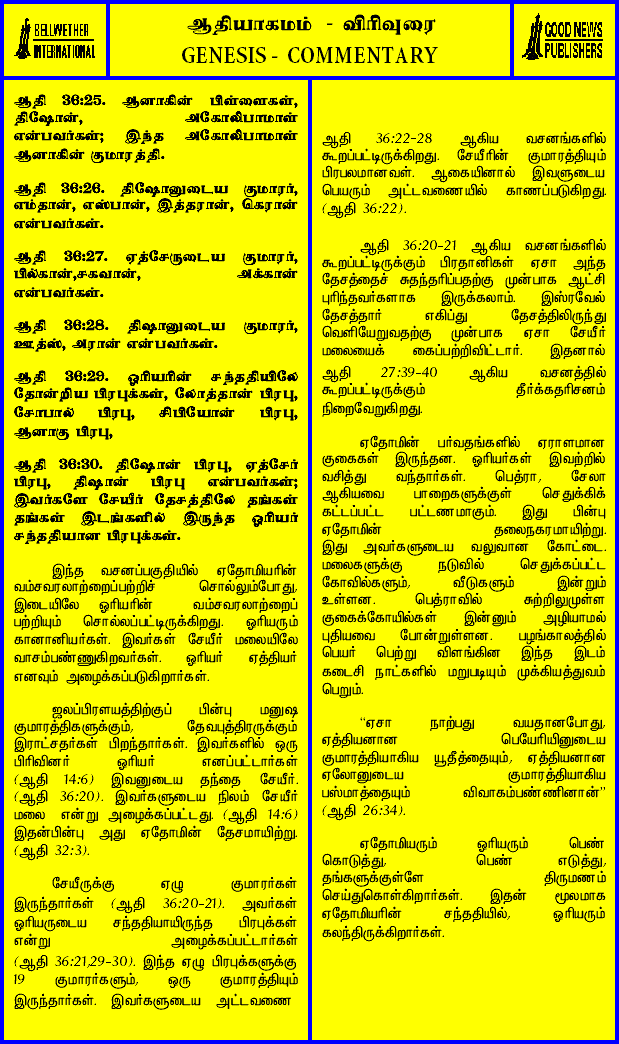 BELLWETHER
INTERNATIONAL
ஆதியாகமம் - விரிவுரை
GENESIS - COMMENTARY
GOOD NEWS
PUBLISHERS
ஆதி 36:25. ஆனாகின் பிள்ளைகள்,
திஷோன், அகோலிபாமாள்
என்பவர்கள்; இந்த அகோலிபாமாள்
ஆனாகின் குமாரத்தி.
ஆதி 36:26. திஷோனுடைய குமாரர்,
எம்தான், எஸ்பான், இத்தரான், கெரான்
என்பவர்கள்.
ஆதி 36:27. ஏத்சேருடைய குமாரர்,
பில்கான்,சகவான், அக்கான்
என்பவர்கள்.
ஆதி 36:28. திஷானுடைய குமாரர்,
ஊத்ஸ், அரான் என்பவர்கள்.
ஆதி 36:29. ஓரியரின் சந்ததியிலே
தோன்றிய பிரபுக்கள், லோத்தான் பிரபு,
சோபால் பிரபு, சிபியோன் பிரபு,
ஆனாகு பிரபு,
ஆதி 36:30. திஷோன் பிரபு, ஏத்சேர்
பிரபு, திஷான் பிரபு என்பவர்கள்;
இவர்களே சேயீர் தேசத்திலே தங்கள்
தங்கள் இடங்களில் இருந்த ஓரியர்
சந்ததியான பிரபுக்கள்.
இந்த வசனப்பகுதியில் ஏதோமியரின்
வம்சவரலாற்றைப்பற்றிச் சொல்லும்போது,
இடையிலே ஓரியரின் வம்சவரலாற்றைப்
பற்றியும் சொல்லப்பட்டிருக்கிறது. ஓரியரும்
கானானியர்கள். இவர்கள் சேயீர் மலையிலே
வாசம்பண்ணுகிறவர்கள். ஓரியர் ஏத்தியர்
எனவும் அழைக்கப்படுகிறார்கள்.
ஜலப்பிரளயத்திற்குப் பின்பு மனுஷ
குமாரத்திகளுக்கும், தேவபுத்திரருக்கும்
இராட்சதர்கள் பிறந்தார்கள். இவர்களில் ஒரு
பிரிவினர் ஓரியர் எனப்பட்டார்கள்
(ஆதி 14:6) இவனுடைய தந்தை சேயீர்.
(ஆதி 36:20). இவர்களுடைய நிலம் சேயீர்
மலை என்று அழைக்கப்பட்டது. (ஆதி 14:6)
இதன்பின்பு அது ஏதோமின் தேசமாயிற்று.
(ஆதி 32:3).
சேயீருக்கு ஏழு குமாரர்கள்
இருந்தார்கள் (ஆதி 36:20-21). அவர்கள்
ஓரியருடைய சந்ததியாயிருந்த பிரபுக்கள்
என்று அழைக்கப்பட்டார்கள்
(ஆதி 36:21,29-30). இந்த ஏழு பிரபுக்களுக்கு
19 குமாரர்களும், ஒரு குமாரத்தியும்
இருந்தார்கள். இவர்களுடைய அட்டவணை
ஆதி 36:22-28 ஆகிய வசனங்களில்
கூறப்பட்டிருக்கிறது. சேயீரின் குமாரத்தியும்
பிரபலமானவள். ஆகையினால் இவளுடைய
பெயரும் அட்டவணையில் காணப்படுகிறது.
(ஆதி 36:22).
ஆதி 36:20-21 ஆகிய வசனங்களில்
கூறப்பட்டிருக்கும் பிரதானிகள் ஏசா அந்த
தேசத்தைச் சுதந்தரிப்பதற்கு முன்பாக ஆட்சி
புரிந்தவர்களாக இருக்கலாம். இஸ்ரவேல்
தேசத்தார் எகிப்து தேசத்திலிருந்து
வெளியேறுவதற்கு முன்பாக ஏசா சேயீர்
மலையைக் கைப்பற்றிவிட்டார். இதனால்
ஆதி 27:39-40 ஆகிய வசனத்தில்
கூறப்பட்டிருக்கும் தீர்க்கதரிசனம்
நிறைவேறுகிறது.
ஏதோமின் பர்வதங்களில் ஏராளமான
குகைகள் இருந்தன. ஓரியர்கள் இவற்றில்
வசித்து வந்தார்கள். பெத்ரா, சேலா
ஆகியவை பாறைகளுக்குள் செதுக்கிக்
கட்டப்பட்ட பட்டணமாகும். இது பின்பு
ஏதோமின் தலைநகரமாயிற்று.
இது அவர்களுடைய வலுவான கோட்டை.
மலைகளுக்கு நடுவில் செதுக்கப்பட்ட
கோவில்களும், வீடுகளும் இன்றும்
உள்ளன. பெத்ராவில் சுற்றிலுமுள்ள
குகைக்கோயில்கள் இன்னும் அழியாமல்
புதியவை போன்றுள்ளன. பழங்காலத்தில்
பெயர் பெற்று விளங்கின இந்த இடம்
கடைசி நாட்களில் மறுபடியும் முக்கியத்துவம்
பெறும்.
“ஏசா நாற்பது வயதானபோது,
ஏத்தியனான பெயேரியினுடைய
குமாரத்தியாகிய யூதீத்தையும், ஏத்தியனான
ஏலோனுடைய குமாரத்தியாகிய
பஸ்மாத்தையும் விவாகம்பண்ணினான்”
(ஆதி 26:34).
ஏதோமியரும் ஓரியரும் பெண்
கொடுத்து, பெண் எடுத்து,
தங்களுக்குள்ளே திருமணம்
செய்துகொள்கிறார்கள். இதன் மூலமாக
ஏதோமியரின் சந்ததியில், ஓரியரும்
கலந்திருக்கிறார்கள்.